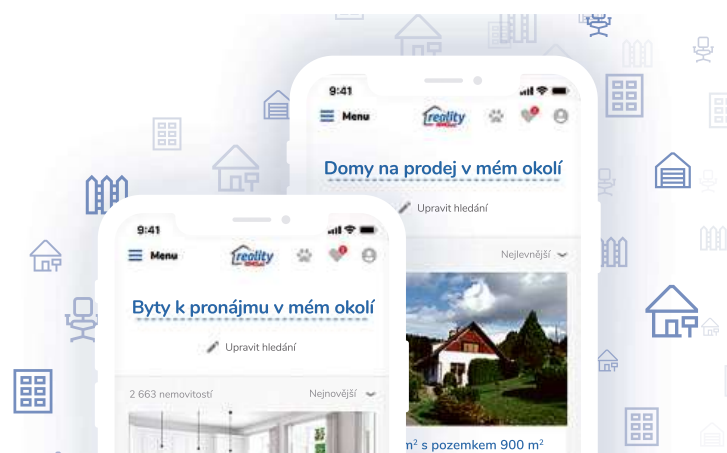 9:41
Menu
reality
Domy na prodej v mém okolí
Upravit hledání
Nejlevnější
m² s pozemkem 900 m²
9:41
Menu
reality
Byty k pronájmu v mém okolí
Upravit hledání
2 663 nemovitostí
Nejnovější